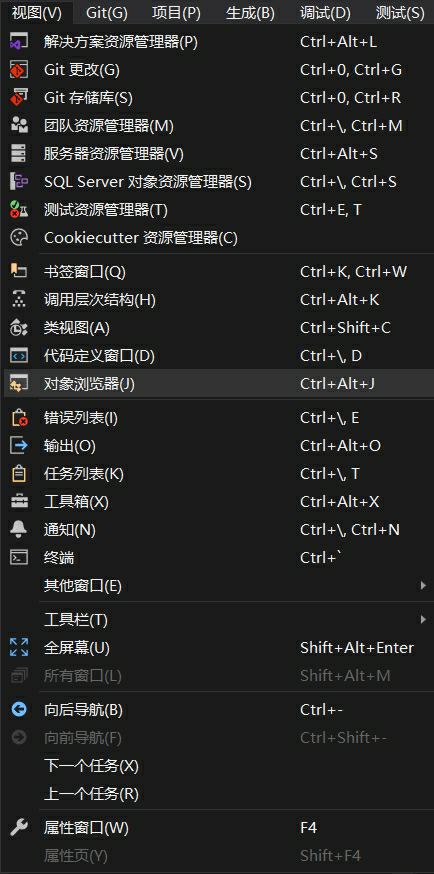 视图(V) Git(G) 项目(P) 生成(B) 调试(D) 测试(S)
解决方案资源管理器(P) Ctrl+Alt+L
Git 更改(G) Ctrl+0, Ctrl+G
Git 存储库(S) Ctrl+0, Ctrl+R
团队资源管理器(M) Ctrl+\, Ctrl+M
服务器资源管理器(V) Ctrl+Alt+S
SQL Server 对象资源管理器(S) Ctrl+\, Ctrl+S
测试资源管理器(T) Ctrl+E, T
Cookiecutter 资源管理器(C)
书签窗口(Q) Ctrl+K, Ctrl+W
调用层次结构(H) Ctrl+Alt+K
类视图(A) Ctrl+Shift+C
代码定义窗口(D) Ctrl+\, D
对象浏览器(J) Ctrl+Alt+J
错误列表(I) Ctrl+\, E
输出(O) Ctrl+Alt+O
任务列表(K) Ctrl+\, T
工具箱(X) Ctrl+Alt+X
通知(N) Ctrl+\, Ctrl+N
终端 Ctrl+`
其他窗口(E)
工具栏(T)
全屏幕(U) Shift+Alt+Enter
所有窗口(L) Shift+Alt+M
向后导航(B) Ctrl+-
向前导航(F) Ctrl+Shift+-
下一个任务(X)
上一个任务(R)
属性窗口(W) F4
属性页(Y) Shift+F4